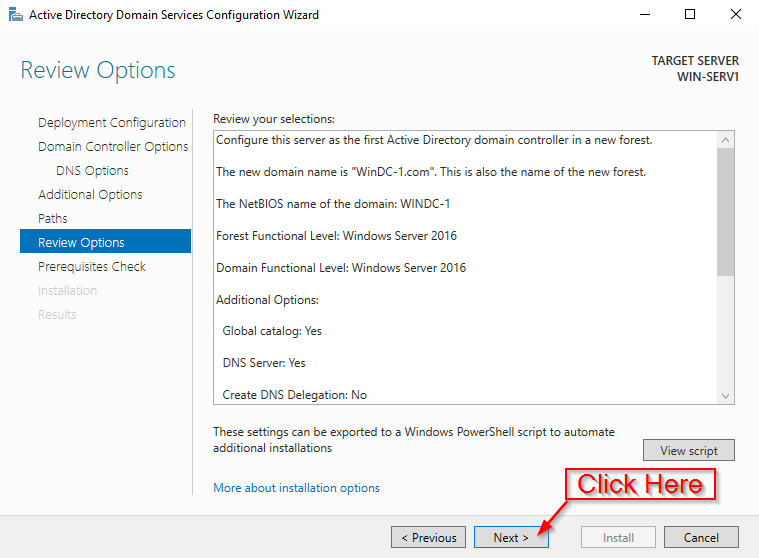 Active Directory Domain Services Configuration Wizard
Review Options
TARGET SERVER
WIN-SERV1
Deployment Configuration
Domain Controller Options
DNS Options
Additional Options
Paths
Review Options
Prerequisites Check
Installation
Results
Review your selections:
Configure this server as the first Active Directory domain controller in a new forest.
The new domain name is "WinDC-1.com". This is also the name of the new forest.
The NetBIOS name of the domain: WINDC-1
Forest Functional Level: Windows Server 2016
Domain Functional Level: Windows Server 2016
Additional Options:
Global catalog: Yes
DNS Server: Yes
Create DNS Delegation: No
These settings can be exported to a Windows PowerShell script to automate
additional installations
View script
More about installation options
Click Here
< Previous
Next >
Install
Cancel